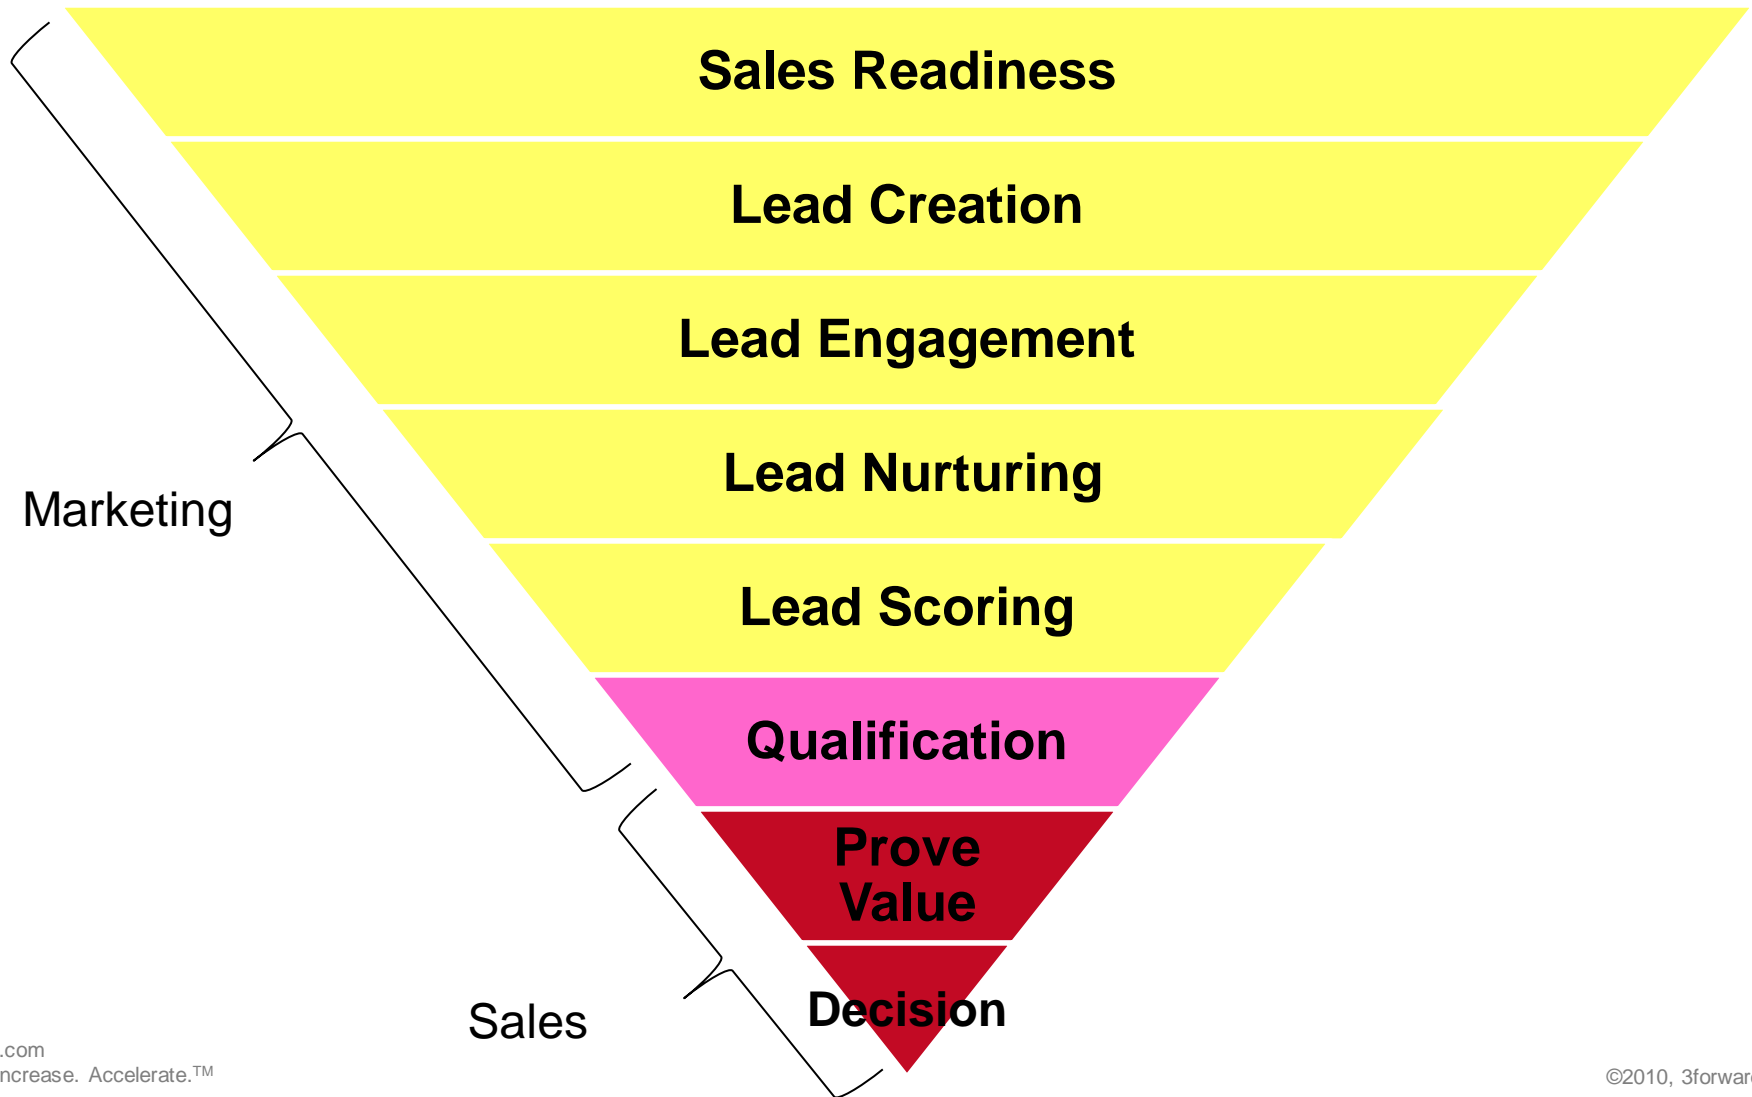 Sales Readiness
Lead Creation
Lead Engagement
Lead Nurturing
Marketing
Lead Scoring
Qualification
Prove
Value
Decision
Sales
.com
ncrease. Accelerate.™
©2010, 3forwar